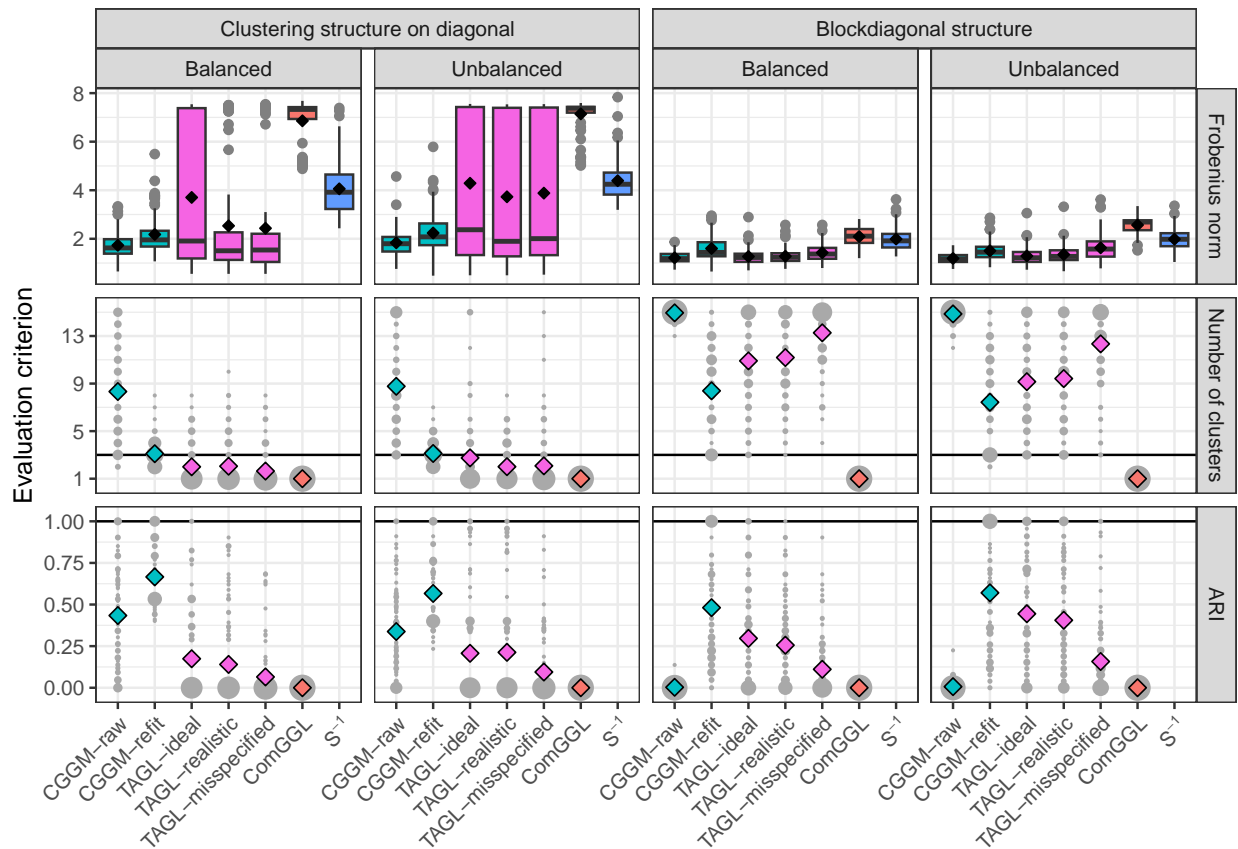 Clustering structure on diagonal
Blockdiagonal structure
Balanced
Unbalanced
Balanced
Unbalanced
Evaluation criterion
8
6
4
2
Frobenius norm
13
9
5
1
Number of clusters
1.00
0.75
0.50
0.25
0.00
ARI
CGGM−raw
CGGM−refit
TAGL−ideal
TAGL−realistic
TAGL−misspecified
ComGGL
S⁻¹
CGGM−raw
CGGM−refit
TAGL−ideal
TAGL−realistic
TAGL−misspecified
ComGGL
S⁻¹
CGGM−raw
CGGM−refit
TAGL−ideal
TAGL−realistic
TAGL−misspecified
ComGGL
S⁻¹
CGGM−raw
CGGM−refit
TAGL−ideal
TAGL−realistic
TAGL−misspecified
ComGGL
S⁻¹